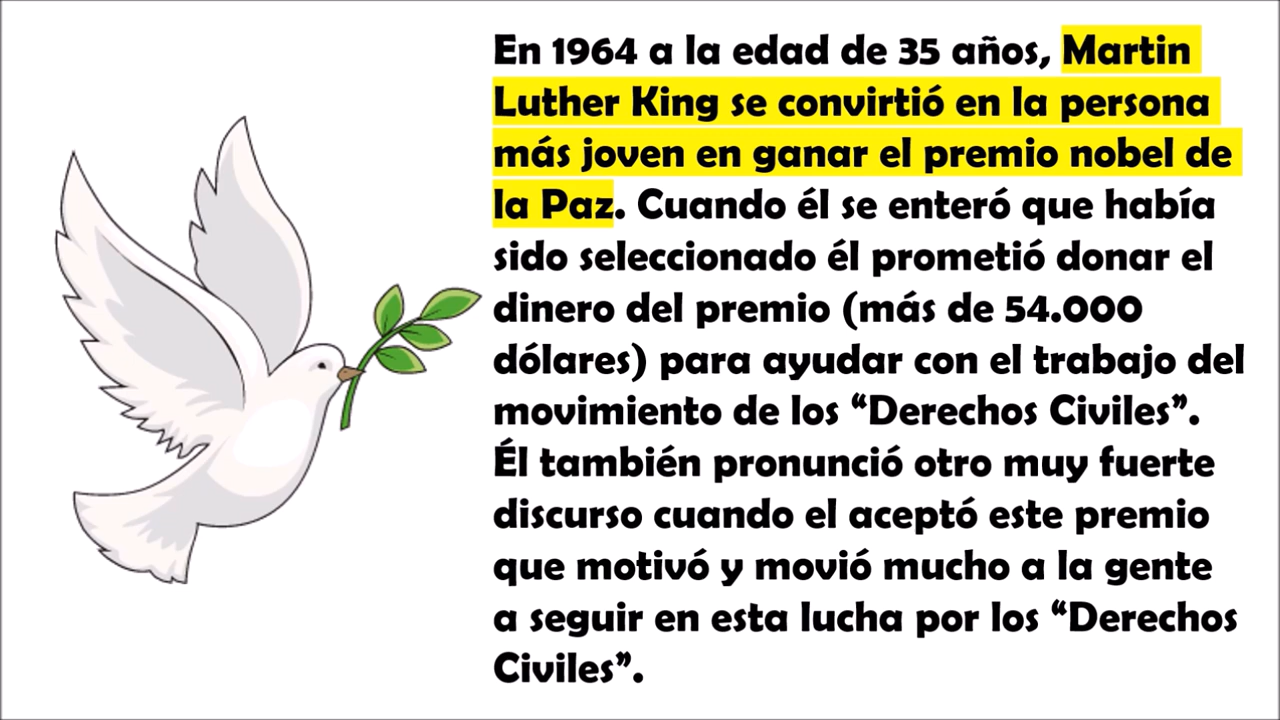 En 1964 a la edad de 35 años, Martin
Luther King se convirtió en la persona
más joven en ganar el premio nobel de
la Paz. Cuando él se enteró que había
sido seleccionado él prometió donar el
dinero del premio (más de 54.000
dólares) para ayudar con el trabajo del
movimiento de los “Derechos Civiles”.
Él también pronunció otro muy fuerte
discurso cuando el aceptó este premio
que motivó y movió mucho a la gente
a seguir en esta lucha por los “Derechos
Civiles”.